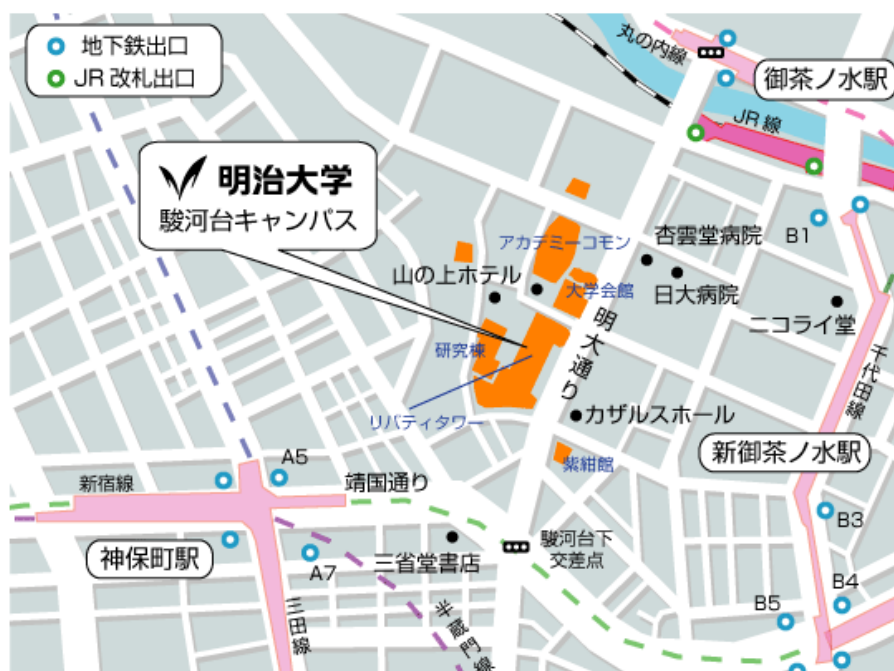 地下鉄出口
JR 改札出口
丸の内線
御茶ノ水駅
JR 線
明治大学
駿河台キャンパス
アカデミーコモン
杏雲堂病院
B1
山の上ホテル
大学会館
日大病院
ニコライ堂
明大通り
研究棟
千代田線
リバティタワー
カザルスホール
新御茶ノ水駅
紫紺館
A5
新宿線
靖国通り
B3
神保町駅
A7
三省堂書店
駿河台下
交差点
B4
B5
三田線
半蔵門線